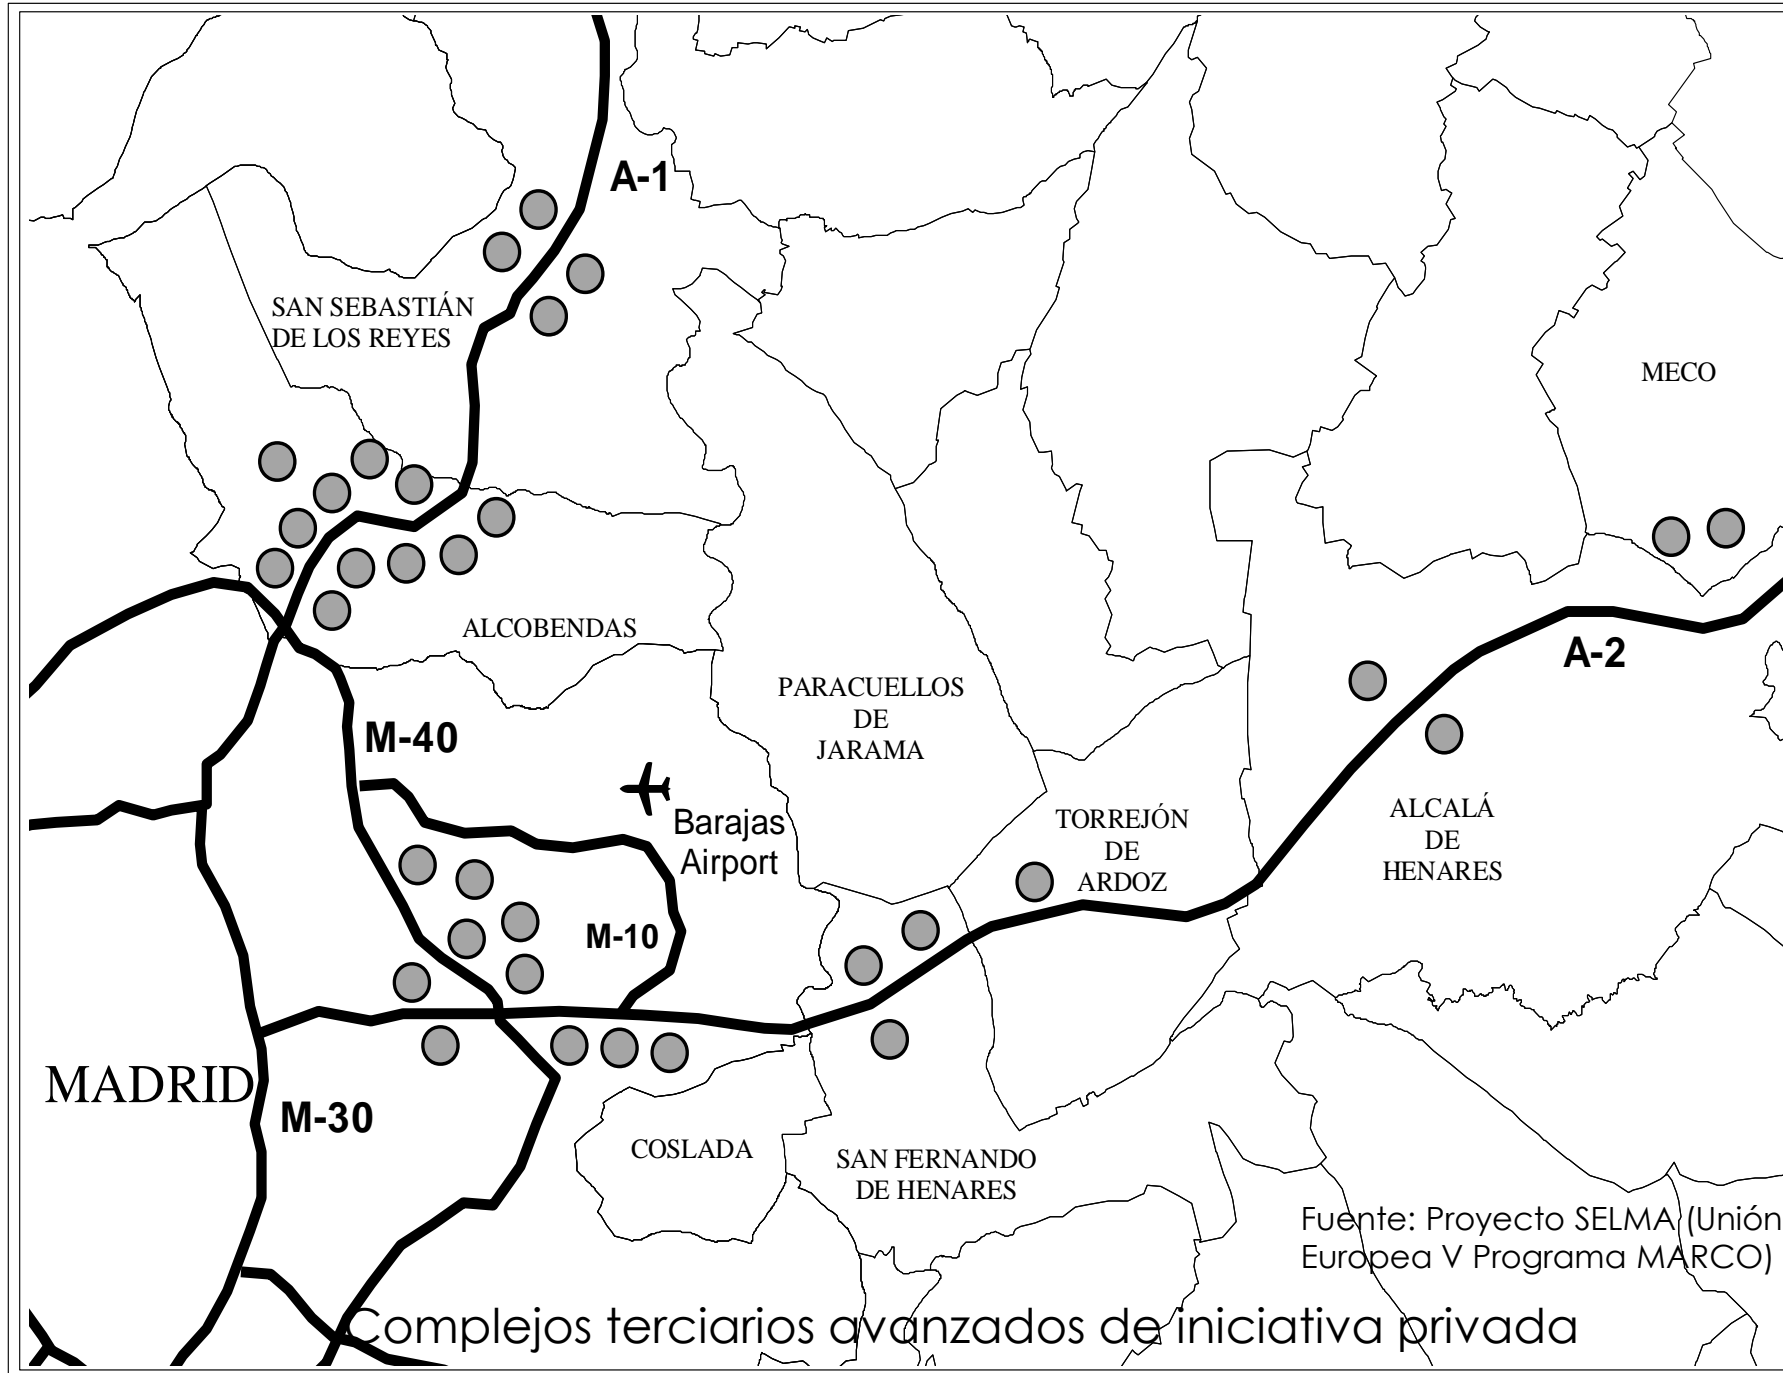 A-1
SAN SEBASTIÁN
DE LOS REYES
MECO
ALCOBENDAS
A-2
PARACUELLOS
DE
JARAMA
M-40
Barajas
Airport
TORREJÓN
DE
ARDOZ
ALCALÁ
DE
HENARES
M-10
MADRID
M-30
COSLADA
SAN FERNANDO
DE HENARES
Fuente: Proyecto SELMA (Unión
Europea V Programa MARCO)
Complejos terciarios avanzados de iniciativa privada